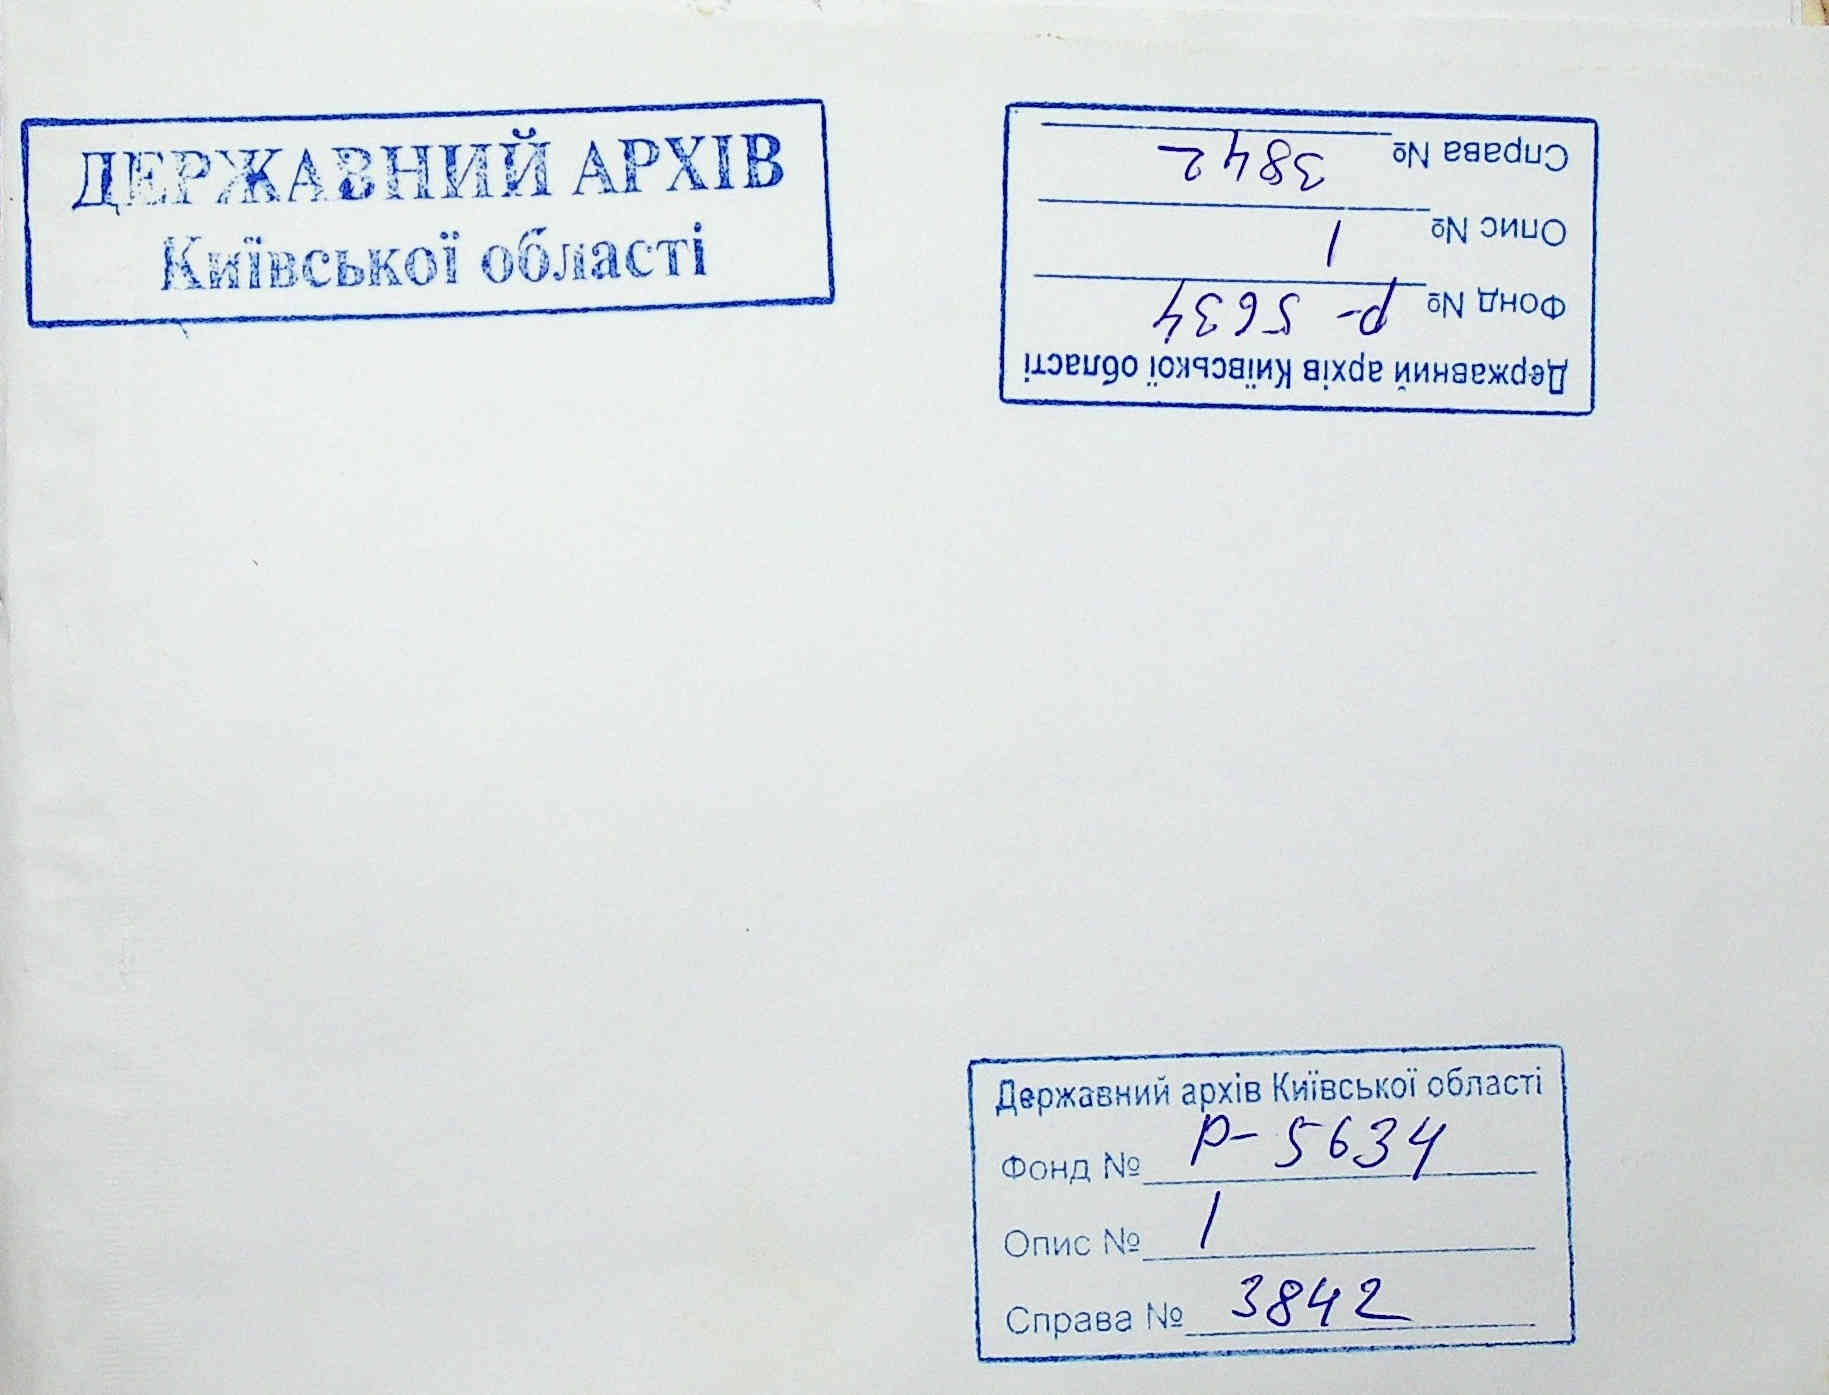 ДЕРЖАВНИЙ АРХІВ
Київської області
Державний архів Київської області
Фонд № Р- 5634
Опис № 1
Справа № 3842
Державний архів Київської області
Фонд № Р- 5634
Опис № 1
Справа № 3842